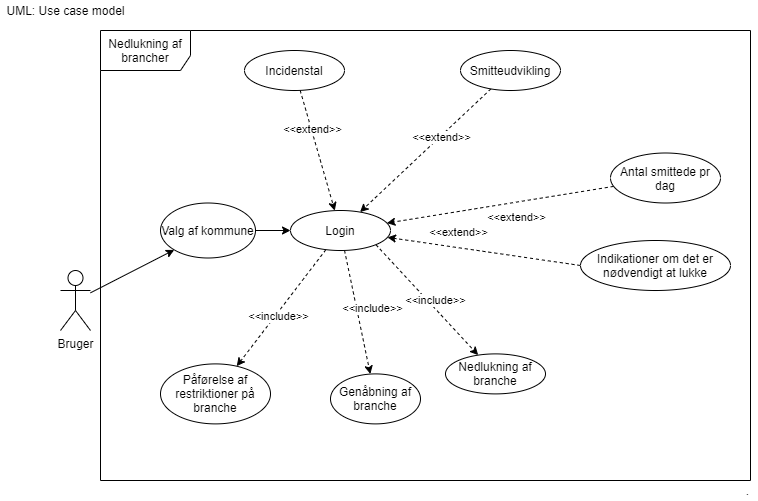 UML: Use case model
Nedlukning af
brancher
Incidenstal
Smitteudvikling
<<extend>>
<<extend>>
Antal smittede pr
dag
<<extend>>
Valg af kommune
Login
<<extend>>
Indikationer om det er
nødvendigt at lukke
Bruger
<<include>>
<<include>>
<<include>>
Påførelse af
restriktioner på
branche
Genåbning af
branche
Nedlukning af
branche